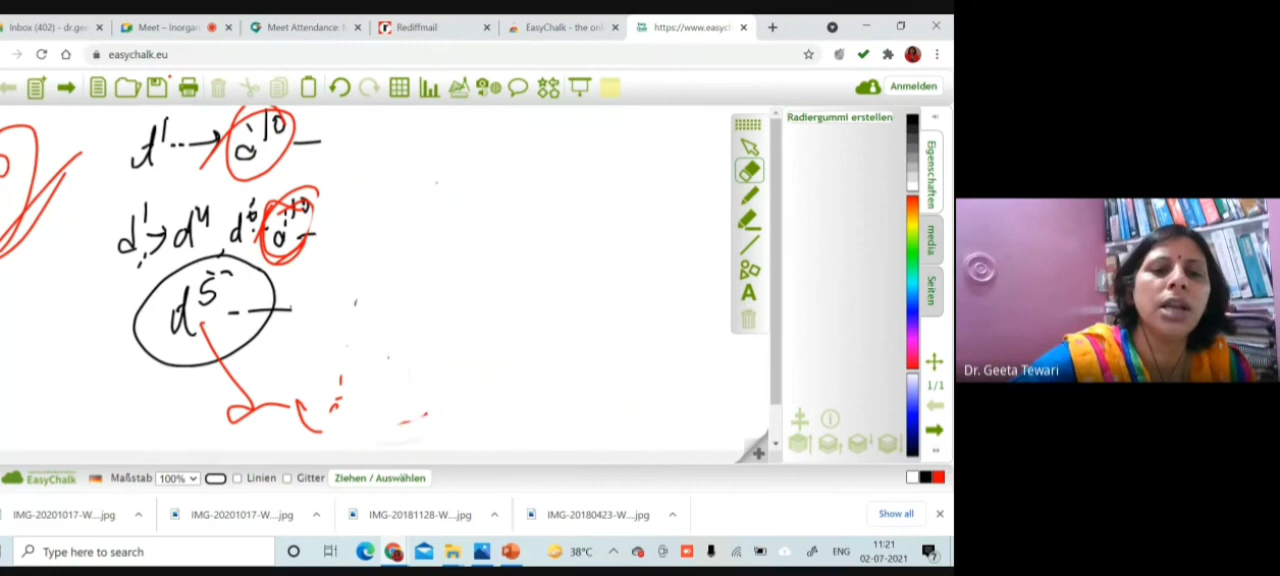 Inbox (402) - dr.gee
Meet – Inorgan
Meet Attendance: M
Rediffmail
EasyChalk - the onl
https://www.easycl
easychalk.eu
Anmelden
Radiergummi erstellen
Eigenschaften
media
Seiten
d¹ → d¹⁰ —
d¹ → d⁴ d⁶ d¹⁰ —
d⁵ —
A
1/1
Dr. Geeta Tewari
EasyChalk Maßstab 100% Linien Gitter Ziehen / Auswählen
IMG-20201017-W....jpg
IMG-20201017-W....jpg
IMG-20181128-W....jpg
IMG-20180423-W....jpg
Show all
Type here to search
38°C
ENG
11:21
02-07-2021